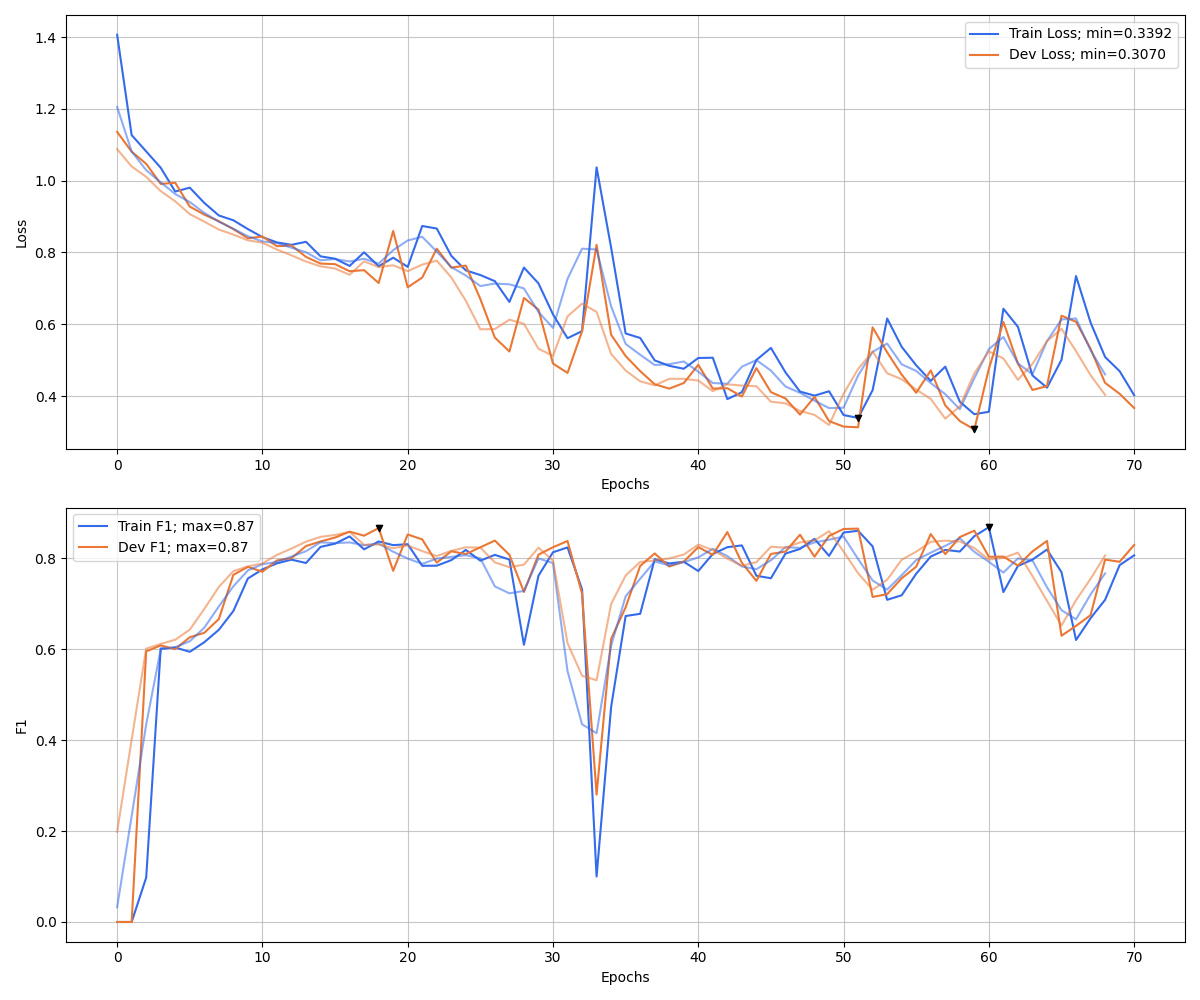 1.4
1.2
1.0
0.8
0.6
0.4
Loss
Train Loss; min=0.3392
Dev Loss; min=0.3070
0 10 20 30 40 50 60 70
Epochs
Train F1; max=0.87
Dev F1; max=0.87
0.8
0.6
0.4
0.2
0.0
F1
0 10 20 30 40 50 60 70
Epochs